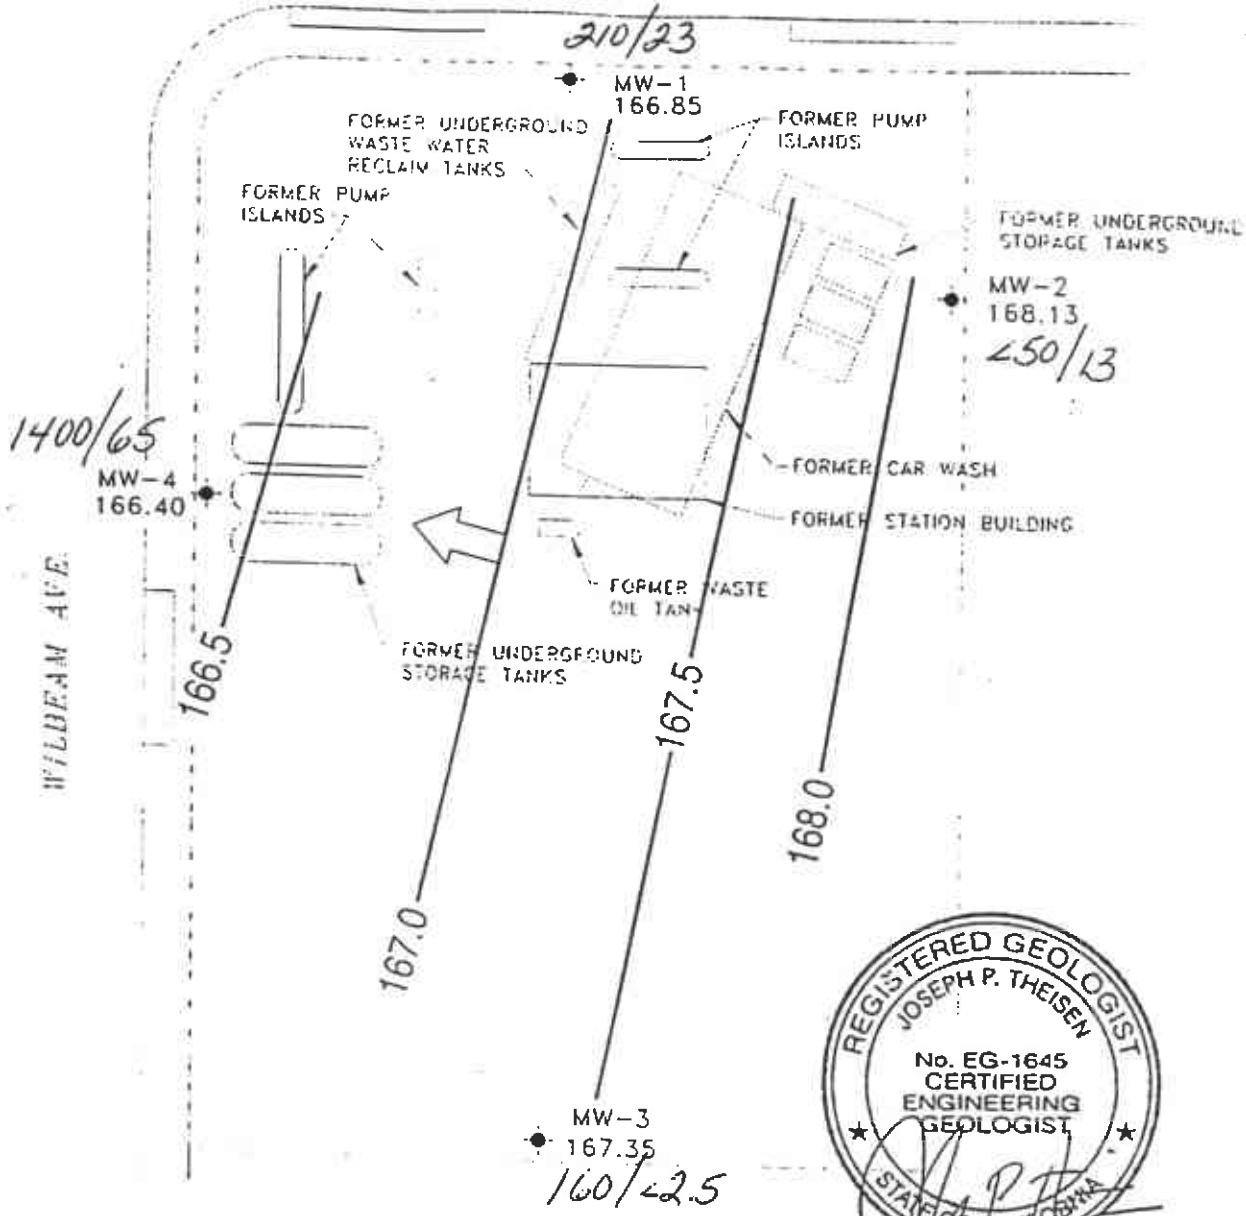 210/23
MW-1
166.85
FORMER UNDERGROUND
WASTE WATER
RECLAIM TANKS
FORMER PUMP
ISLANDS
FORMER PUMP
ISLANDS
FORMER UNDERGROUND
STORAGE TANKS
MW-2
168.13
<50/13
1400/65
MW-4
166.40
FORMER CAR WASH
FORMER STATION BUILDING
FORMER WASTE
OIL TAN
FORMER UNDERGROUND
STORAGE TANKS
WILBEAM AVE.
166.5
167.0
167.5
168.0
MW-3
167.35
160/<2.5
REGISTERED GEOLOGIST
JOSEPH P. THEISEN
No. EG-1645
CERTIFIED
ENGINEERING
GEOLOGIST